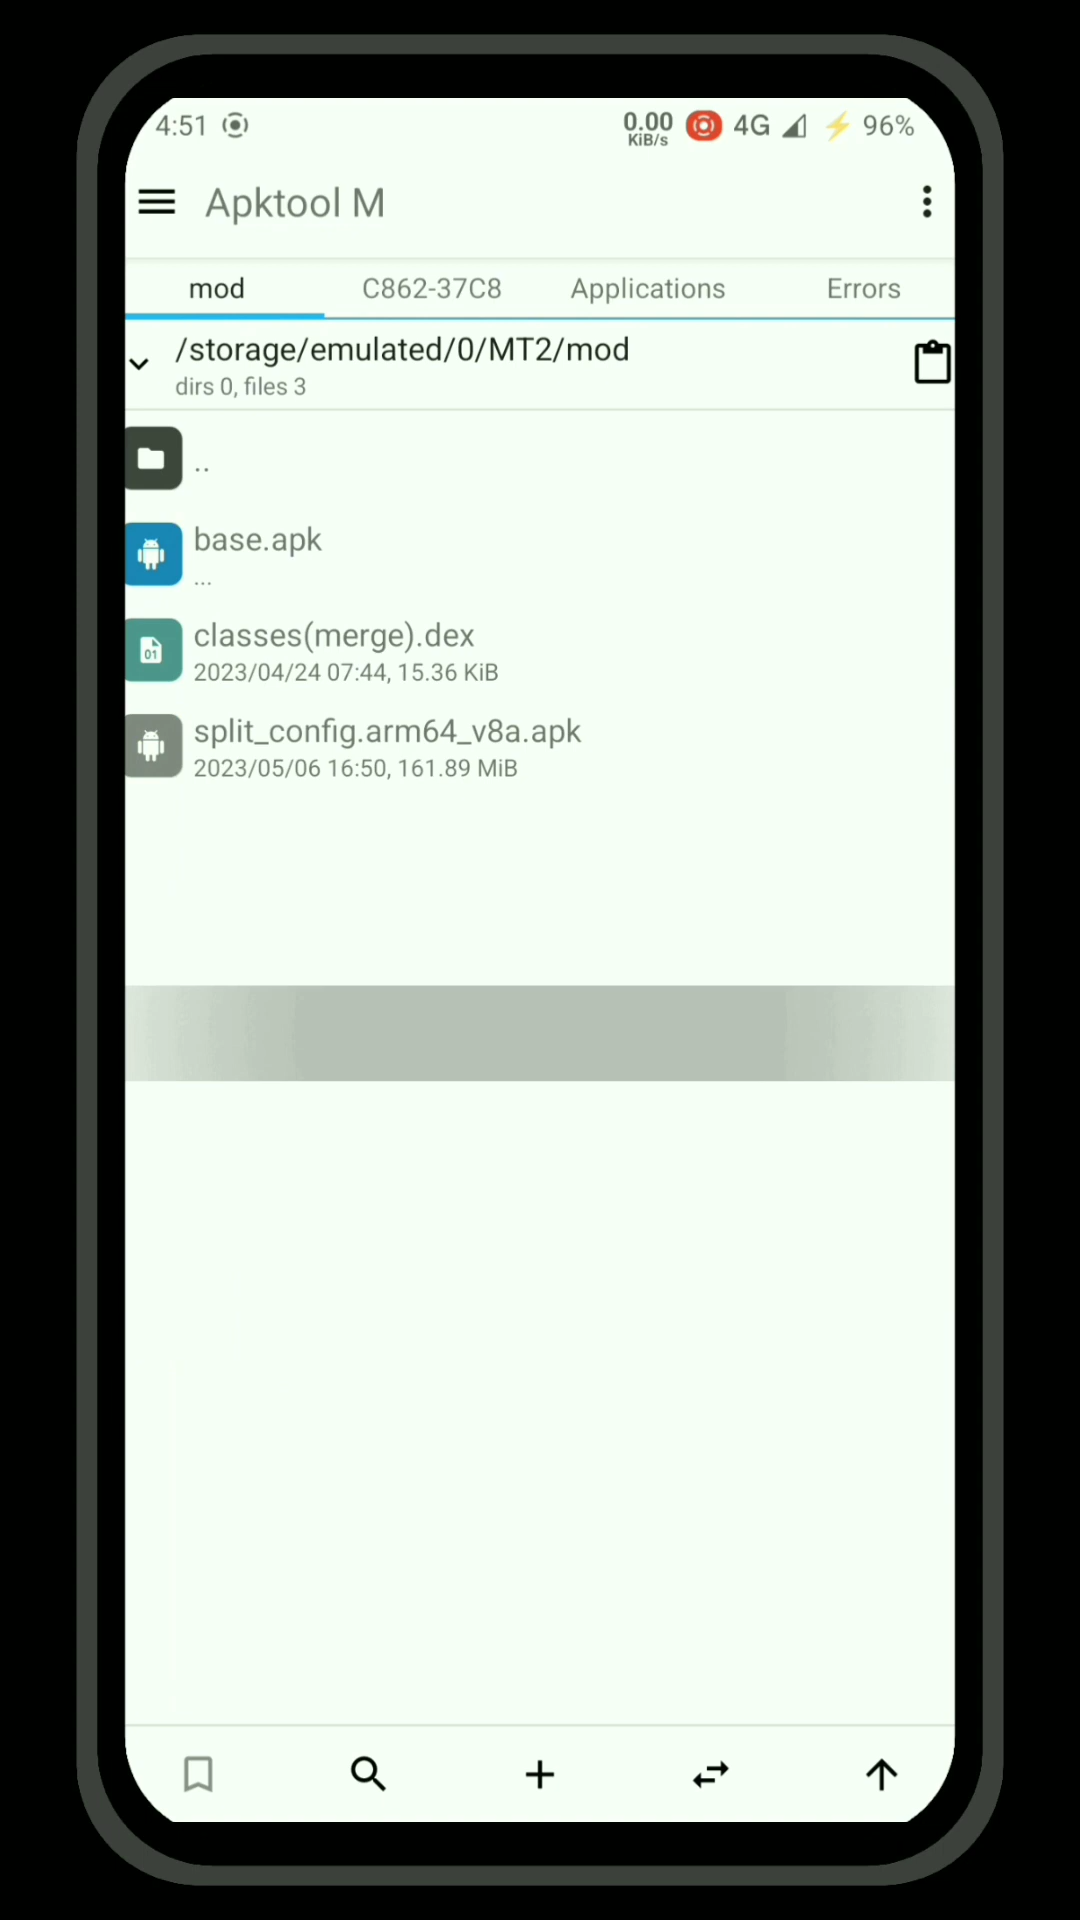 4:51
0.00 KiB/s 4G 96%
Apktool M
mod C862-37C8 Applications Errors
/storage/emulated/0/MT2/mod
dirs 0, files 3
..
base.apk
...
01
classes(merge).dex
2023/04/24 07:44, 15.36 KiB
split_config.arm64_v8a.apk
2023/05/06 16:50, 161.89 MiB